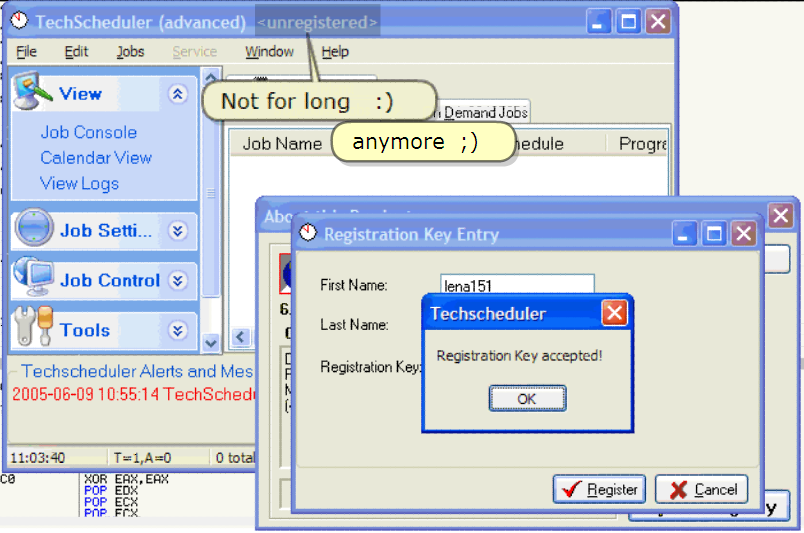 TechScheduler (advanced) <unregistered>
File Edit Jobs Service Window Help
Not for long :)
View
Demand Jobs
anymore ;)
Job Console
Job Name
Progre
Calendar View
View Logs
Job Setti...
Registration Key Entry
Job Control
First Name:
lena151
Techscheduler
Last Name:
Tools
Registration Key accepted!
Registration Key:
Techscheduler Alerts and Mes
2005-06-09 10:55:14 TechSchedu
OK
11:03:40
T=1,A=0
0 total
C0
XOR EAX,EAX
POP EDX
POP ECX
POP ECX
Register
Cancel